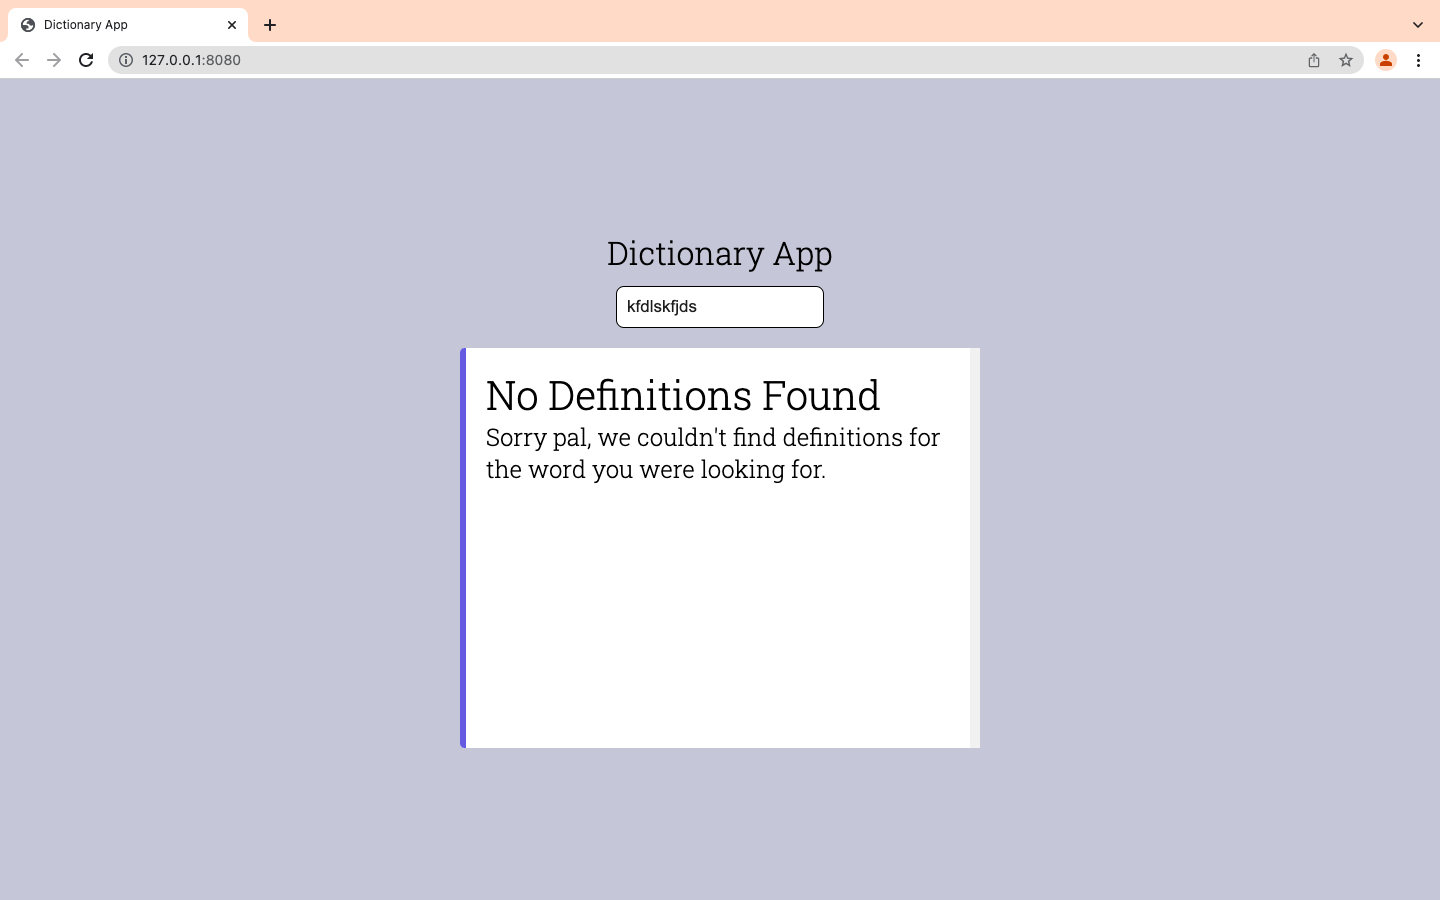 Dictionary App
127.0.0.1:8080
Dictionary App
kfdlskfjds
No Definitions Found
Sorry pal, we couldn't find definitions for
the word you were looking for.